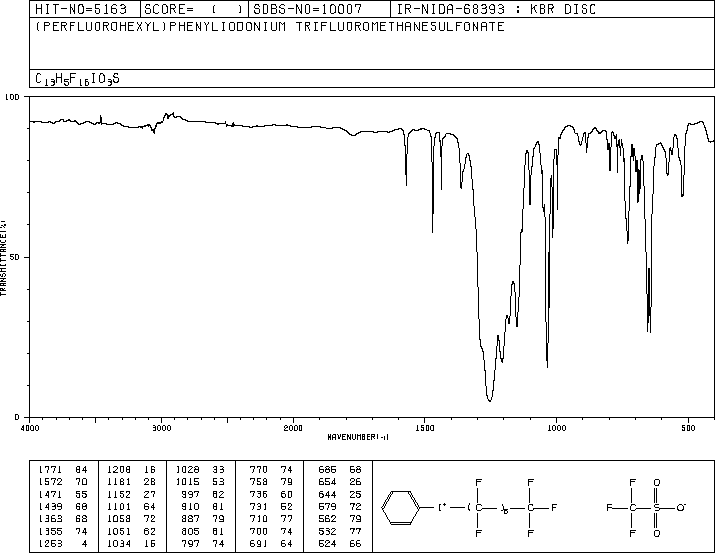 HIT-NO=5163 SCORE= ( ) SDBS-NO=10007 IR-NIDA-68393 : KBR DISC
(PERFLUOROHEXYL)PHENYLIODONIUM TRIFLUOROMETHANESULFONATE
C13H5F16IO3S
100
50
0
TRANSMITTANCE(%)
4000 3000 2000 1500 1000 500
WAVENUMBER(-1)
1771 84 1208 16 1028 33 770 74 686 58
1572 70 1181 28 1015 53 759 79 654 26
1471 55 1152 27 997 82 736 60 644 25
1439 68 1101 64 910 81 731 52 579 72
1363 68 1058 72 887 79 710 77 562 79
1355 74 1051 62 805 81 700 74 532 77
1253 4 1034 16 797 74 691 64 524 66
F F F O
I+ ( C )5 C F F C S O-
F F F O